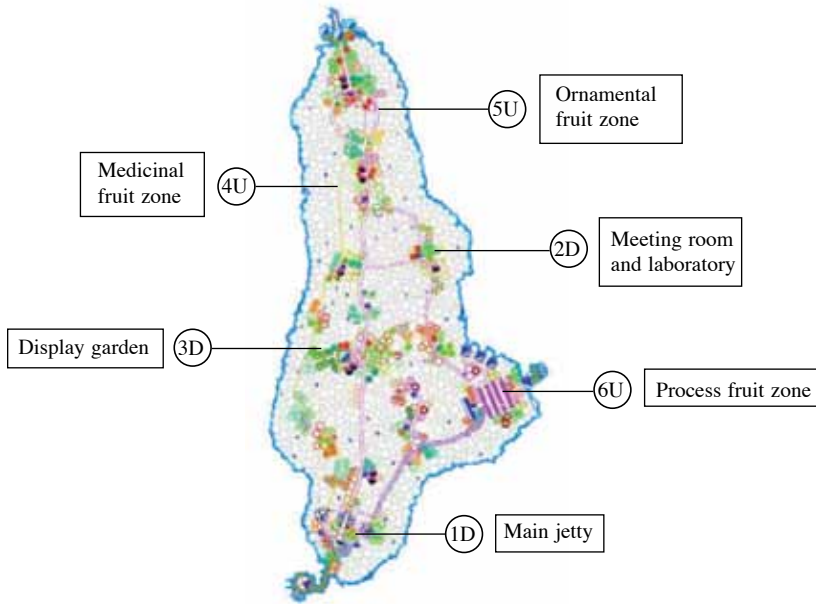 5U
Ornamental
fruit zone
Medicinal
fruit zone
4U
2D
Meeting room
and laboratory
Display garden
3D
6U
Process fruit zone
1D
Main jetty